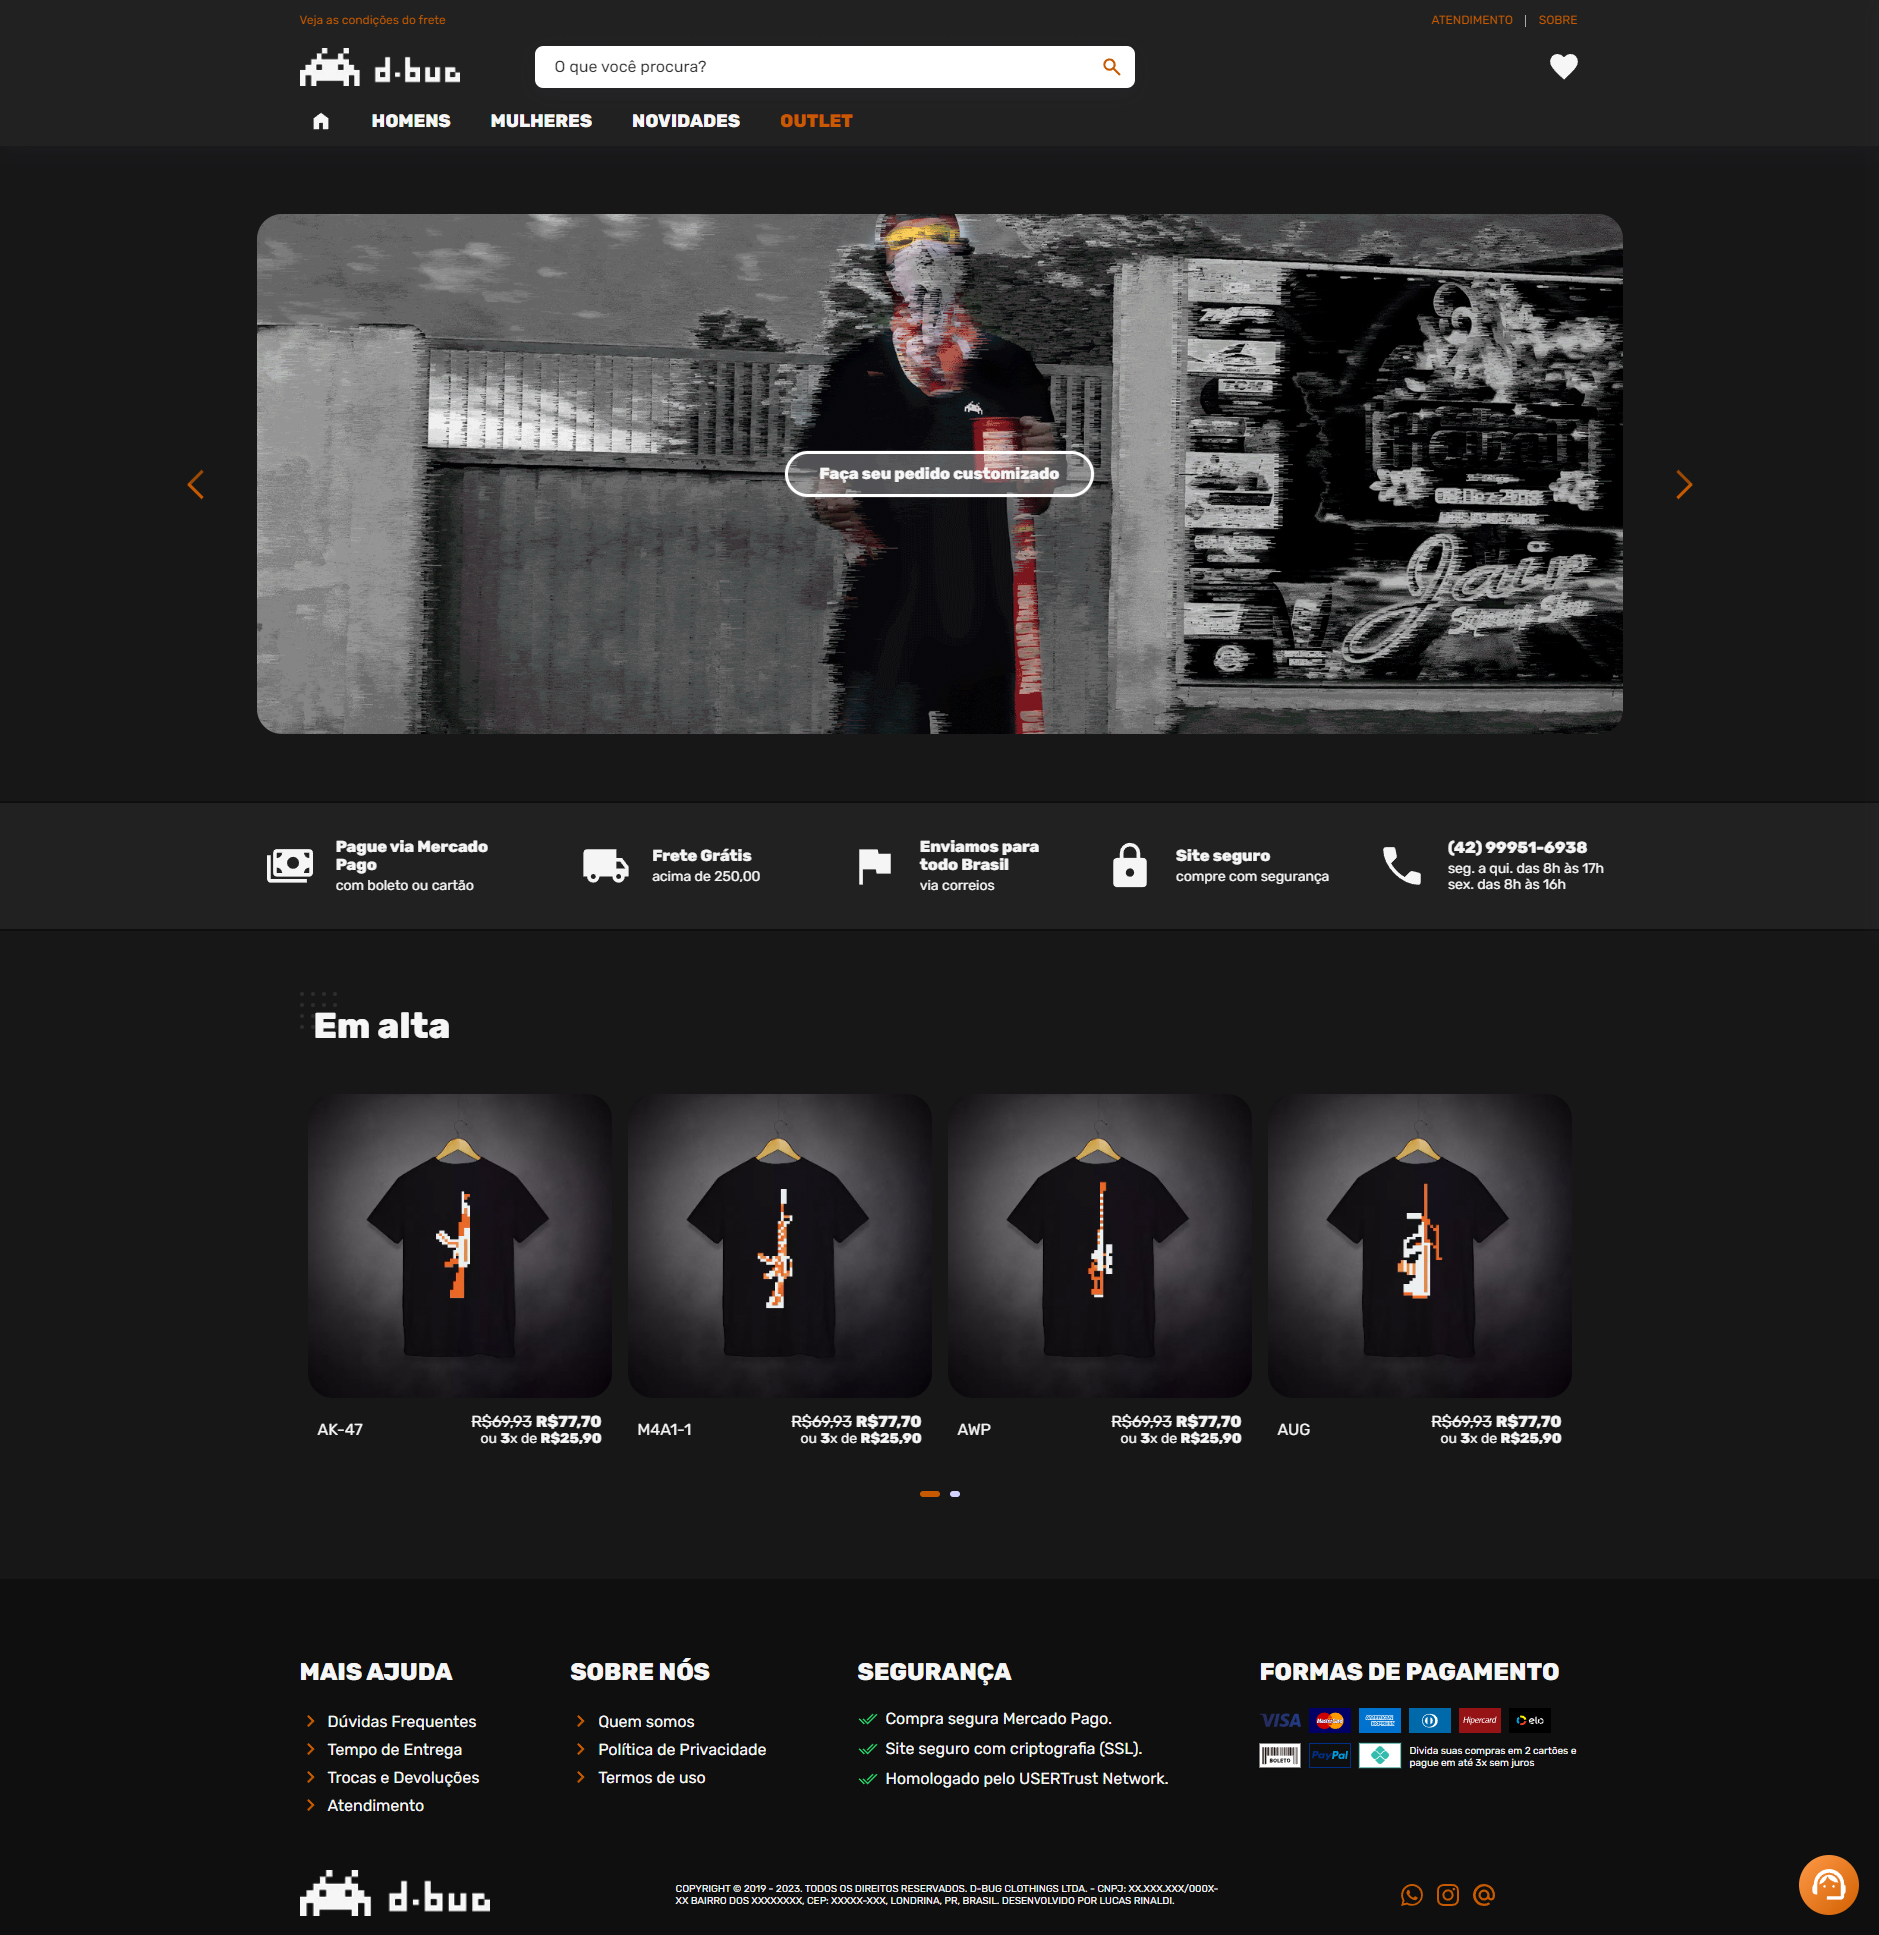 Veja as condições do frete
ATENDIMENTO | SOBRE
d-bug
O que você procura?
HOMENS
MULHERES
NOVIDADES
OUTLET
Jair
Faça seu pedido customizado
Pague via Mercado
Pago
com boleto ou cartão
Frete Grátis
acima de 250,00
Enviamos para
todo Brasil
via correios
Site seguro
compre com segurança
(42) 99951-6938
seg. a qui. das 8h às 17h
sex. das 8h às 16h
Em alta
AK-47
R$69,93 R$77,70
ou 3x de R$25,90
M4A1-1
R$69,93 R$77,70
ou 3x de R$25,90
AWP
R$69,93 R$77,70
ou 3x de R$25,90
AUG
R$69,93 R$77,70
ou 3x de R$25,90
MAIS AJUDA
Dúvidas Frequentes
Tempo de Entrega
Trocas e Devoluções
Atendimento
SOBRE NÓS
Quem somos
Política de Privacidade
Termos de uso
SEGURANÇA
Compra segura Mercado Pago.
Site seguro com criptografia (SSL).
Homologado pelo USERTrust Network.
FORMAS DE PAGAMENTO
VISA MasterCard AMERICAN EXPRESS Hipercard elo
BOLETO PayPal
Divida suas compras em 2 cartões e
pague em até 3x sem juros
d-bug
COPYRIGHT © 2019 - 2023. TODOS OS DIREITOS RESERVADOS. D-BUG CLOTHINGS LTDA. - CNPJ: XX.XXX.XXX/000X-
XX BAIRRO DOS XXXXXXXX, CEP: XXXXX-XXX, LONDRINA, PR, BRASIL. DESENVOLVIDO POR LUCAS RINALDI.